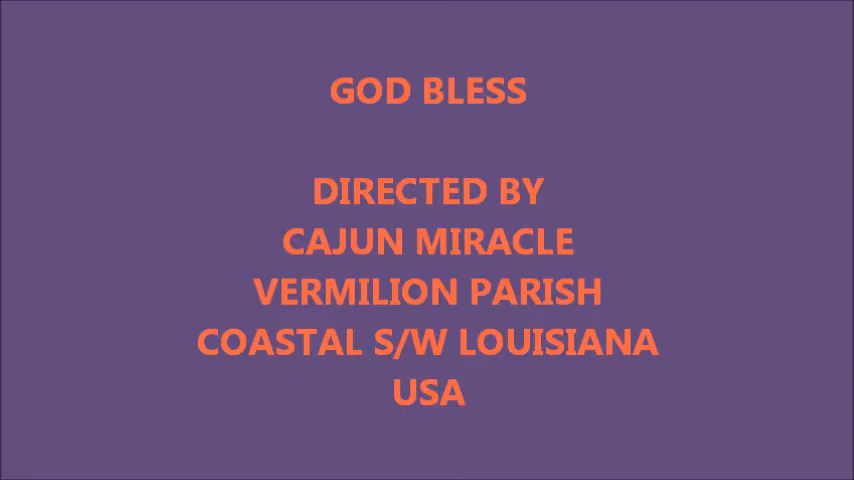 GOD BLESS
DIRECTED BY
CAJUN MIRACLE
VERMILION PARISH
COASTAL S/W LOUISIANA
USA